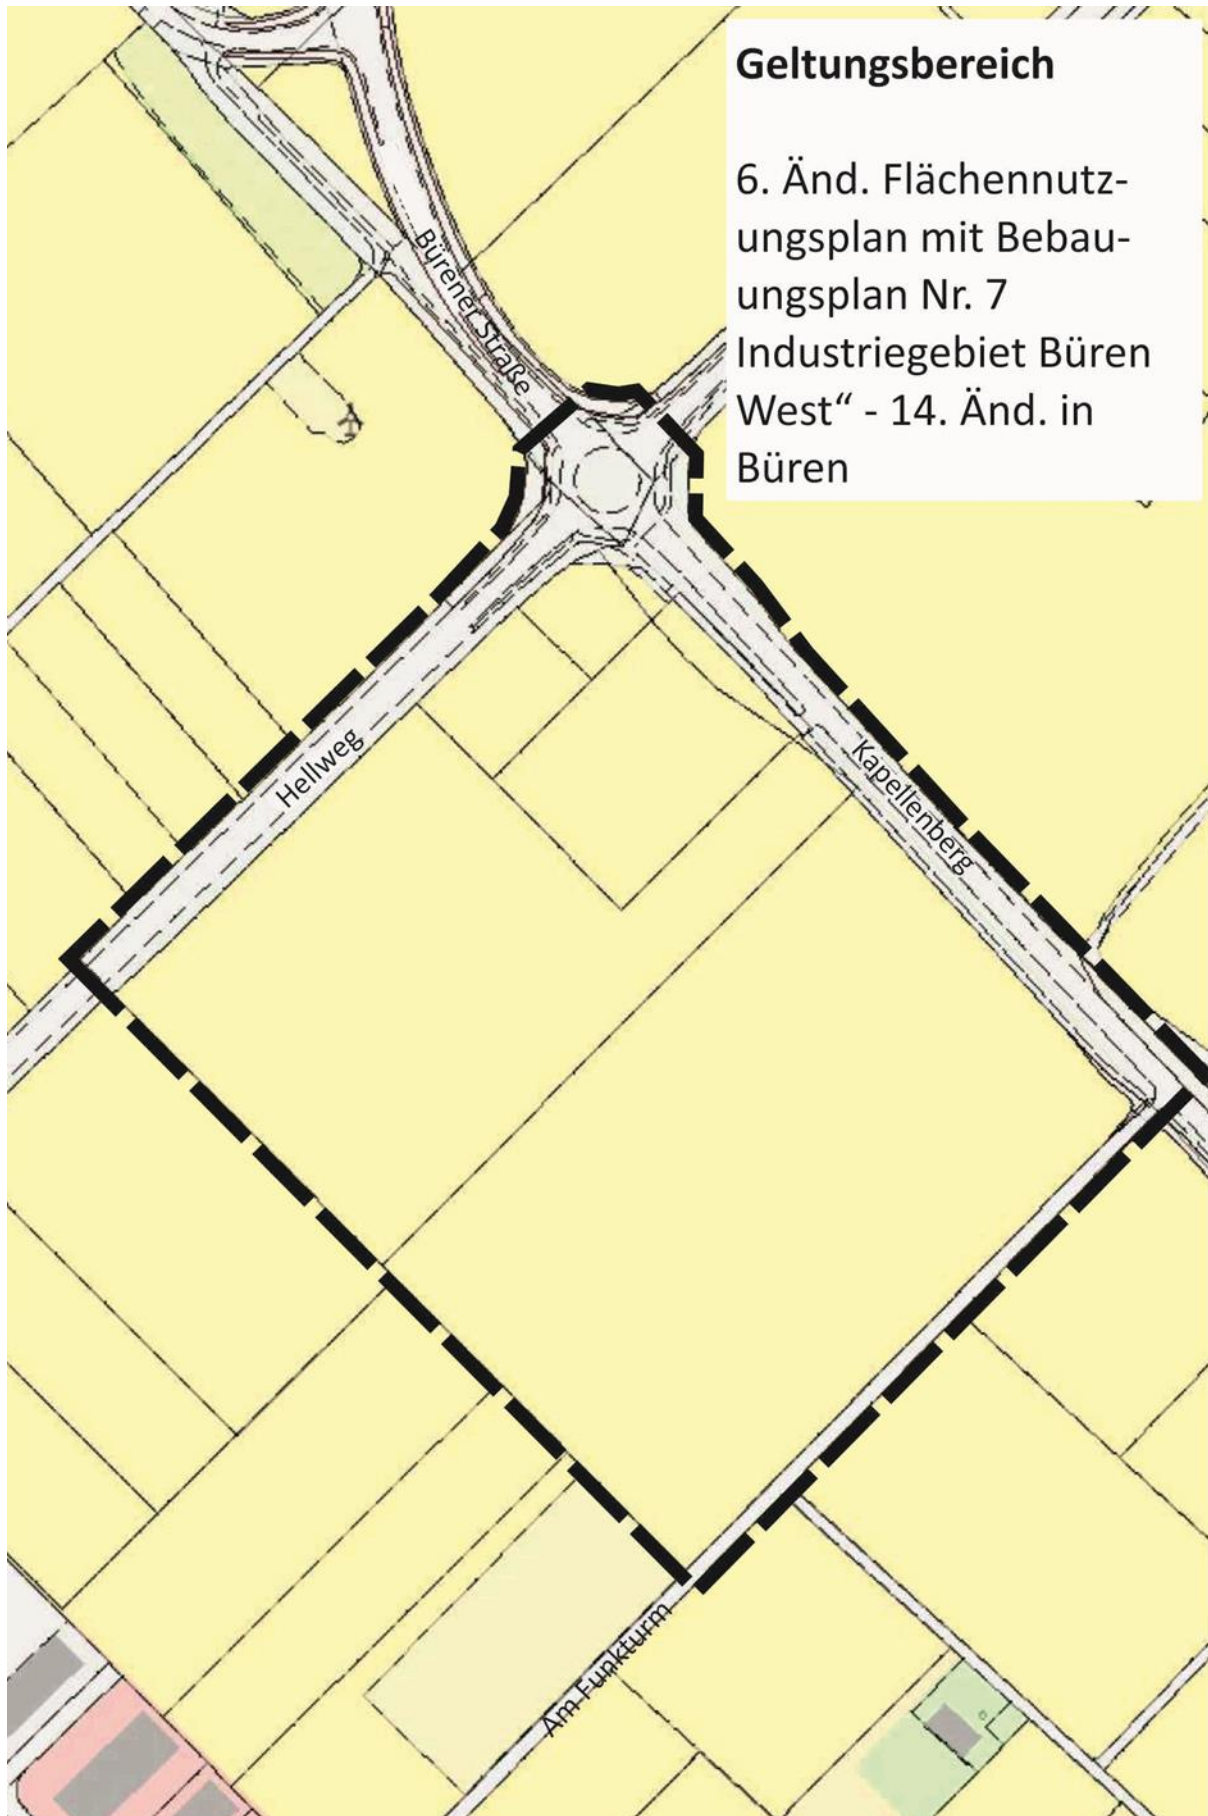 Geltungsbereich
6. Änd. Flächennutz-
ungsplan mit Bebau-
ungsplan Nr. 7
Industriegebiet Büren
West“ - 14. Änd. in
Büren
Bürener Straße
Hellweg
Kapellenberg
Am Funkturm